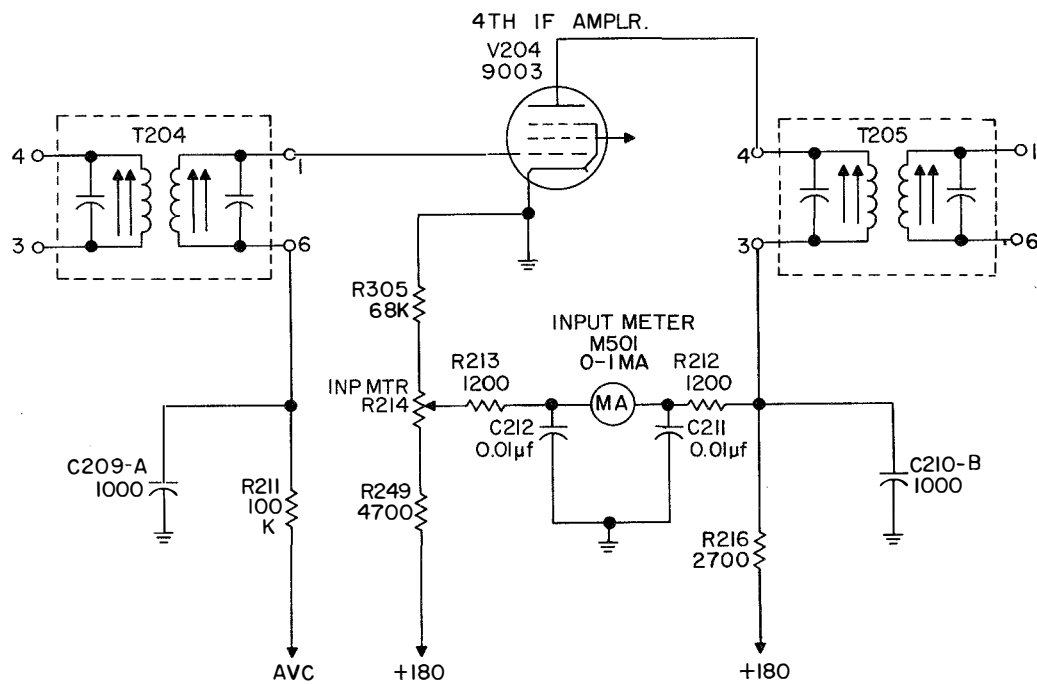 4TH IF AMPLR.
V204
9003
T204
T205
4
1
4
1
3
6
3
6
R305
68K
INPUT METER
M501
0-1MA
R213
1200
R212
1200
INP MTR
R214
MA
C212
0.01µf
C211
0.01µf
C209-A
1000
R211
100
K
R249
4700
C210-B
1000
R216
2700
AVC
+180
+180